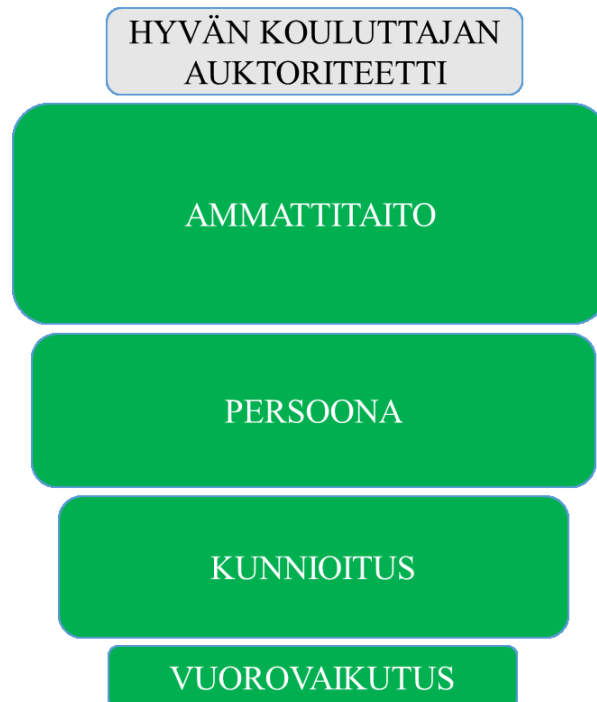 HYVÄN KOULUTTAJAN
AUKTORITEETTI
AMMATTITAITO
PERSOONA
KUNNIOITUS
VUOROVAIKUTUS